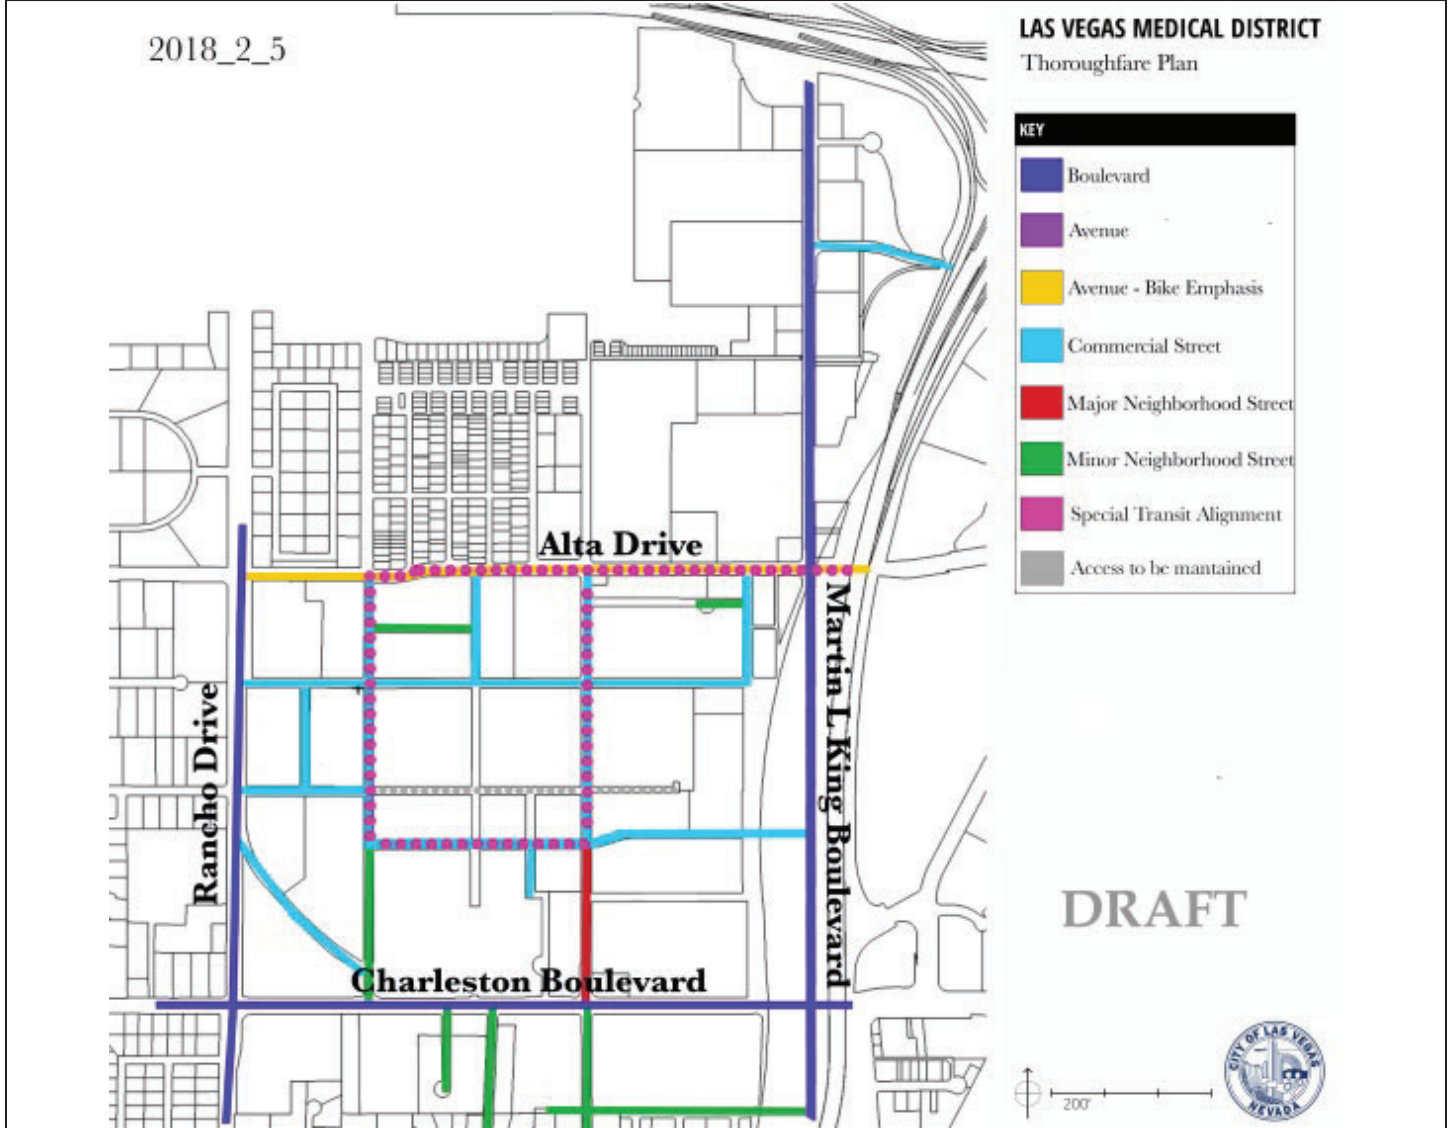 2018_2_5
LAS VEGAS MEDICAL DISTRICT
Thoroughfare Plan
KEY
Boulevard
Avenue
Avenue - Bike Emphasis
Commercial Street
Major Neighborhood Street
Minor Neighborhood Street
Special Transit Alignment
Access to be mantained
Alta Drive
Rancho Drive
Martin L King Boulevard
Charleston Boulevard
DRAFT
200'
CITY OF LAS VEGAS
NEVADA